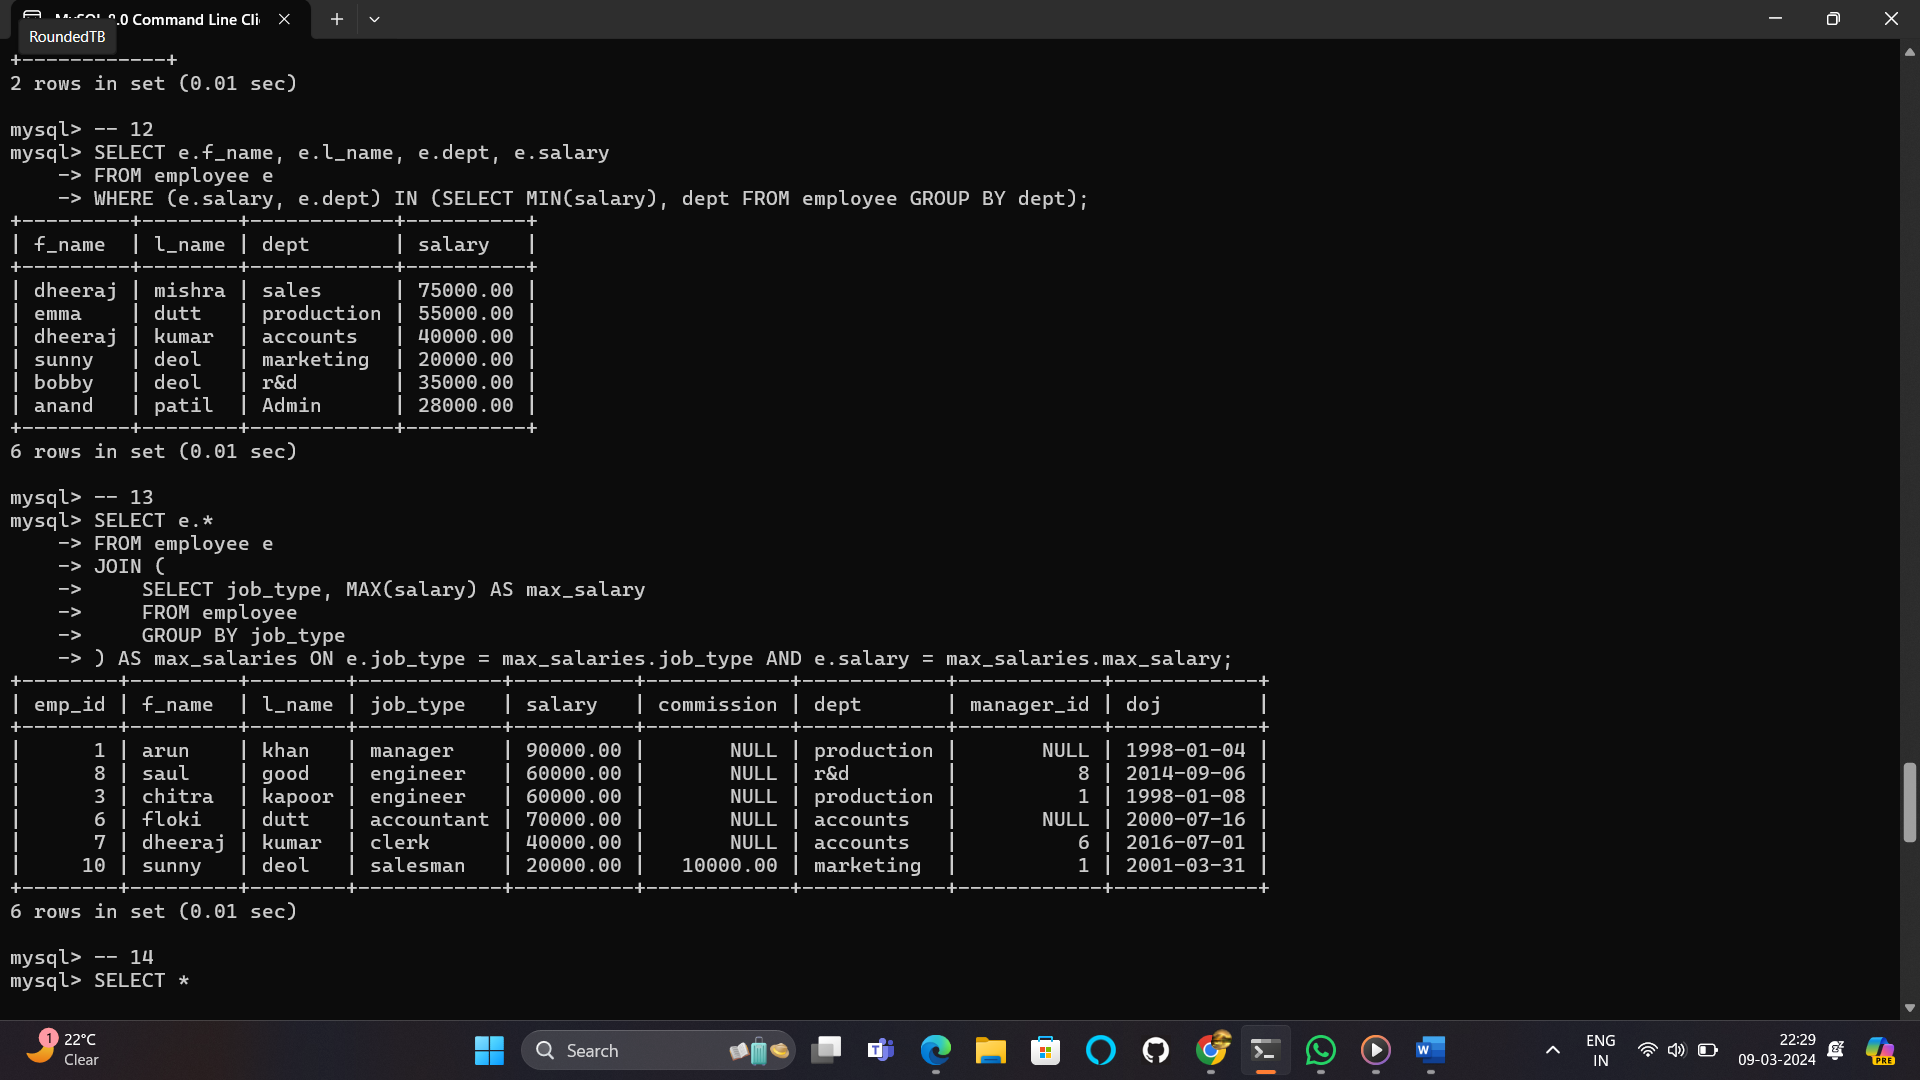 MySQL 8.0 Command Line Cli
RoundedTB
+------------+
2 rows in set (0.01 sec)
mysql> -- 12
mysql> SELECT e.f_name, e.l_name, e.dept, e.salary
    -> FROM employee e
    -> WHERE (e.salary, e.dept) IN (SELECT MIN(salary), dept FROM employee GROUP BY dept);
+---------+--------+------------+----------+
| f_name  | l_name | dept       | salary   |
+---------+--------+------------+----------+
| dheeraj | mishra | sales      | 75000.00 |
| emma    | dutt   | production | 55000.00 |
| dheeraj | kumar  | accounts   | 40000.00 |
| sunny   | deol   | marketing  | 20000.00 |
| bobby   | deol   | r&d        | 35000.00 |
| anand   | patil  | Admin      | 28000.00 |
+---------+--------+------------+----------+
6 rows in set (0.01 sec)
mysql> -- 13
mysql> SELECT e.*
    -> FROM employee e
    -> JOIN (
    ->     SELECT job_type, MAX(salary) AS max_salary
    ->     FROM employee
    ->     GROUP BY job_type
    -> ) AS max_salaries ON e.job_type = max_salaries.job_type AND e.salary = max_salaries.max_salary;
+--------+---------+--------+------------+----------+------------+------------+------------+------------+
| emp_id | f_name  | l_name | job_type   | salary   | commission | dept       | manager_id | doj        |
+--------+---------+--------+------------+----------+------------+------------+------------+------------+
|      1 | arun    | khan   | manager    | 90000.00 |       NULL | production |       NULL | 1998-01-04 |
|      8 | saul    | good   | engineer   | 60000.00 |       NULL | r&d        |          8 | 2014-09-06 |
|      3 | chitra  | kapoor | engineer   | 60000.00 |       NULL | production |          1 | 1998-01-08 |
|      6 | floki   | dutt   | accountant | 70000.00 |       NULL | accounts   |       NULL | 2000-07-16 |
|      7 | dheeraj | kumar  | clerk      | 40000.00 |       NULL | accounts   |          6 | 2016-07-01 |
|     10 | sunny   | deol   | salesman   | 20000.00 |   10000.00 | marketing  |          1 | 2001-03-31 |
+--------+---------+--------+------------+----------+------------+------------+------------+------------+
6 rows in set (0.01 sec)
mysql> -- 14
mysql> SELECT *
1
22°C
Clear
Search
T
W
ENG
IN
22:29
09-03-2024
PRE